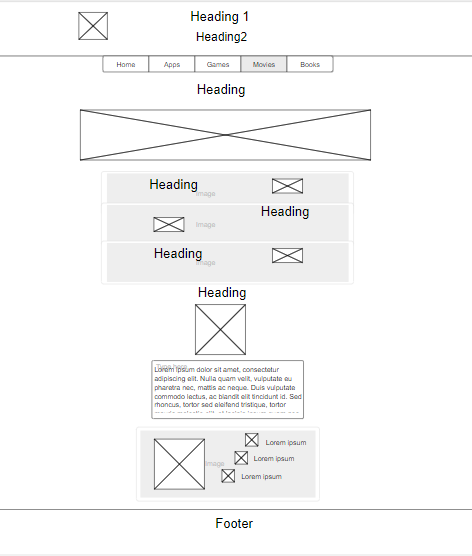 Heading 1
Heading2
Home Apps Games Movies Books
Heading
Heading
Image
Heading
Image
Heading
Image
Heading
Type here
Lorem ipsum dolor sit amet, consectetur
adipiscing elit. Nulla quam velit, vulputate eu
pharetra nec, mattis ac neque. Duis vulputate
commodo lectus, ac blandit elit tincidunt id. Sed
rhoncus, tortor sed eleifend tristique, tortor
Lorem ipsum
Image
Lorem ipsum
Lorem ipsum
Footer